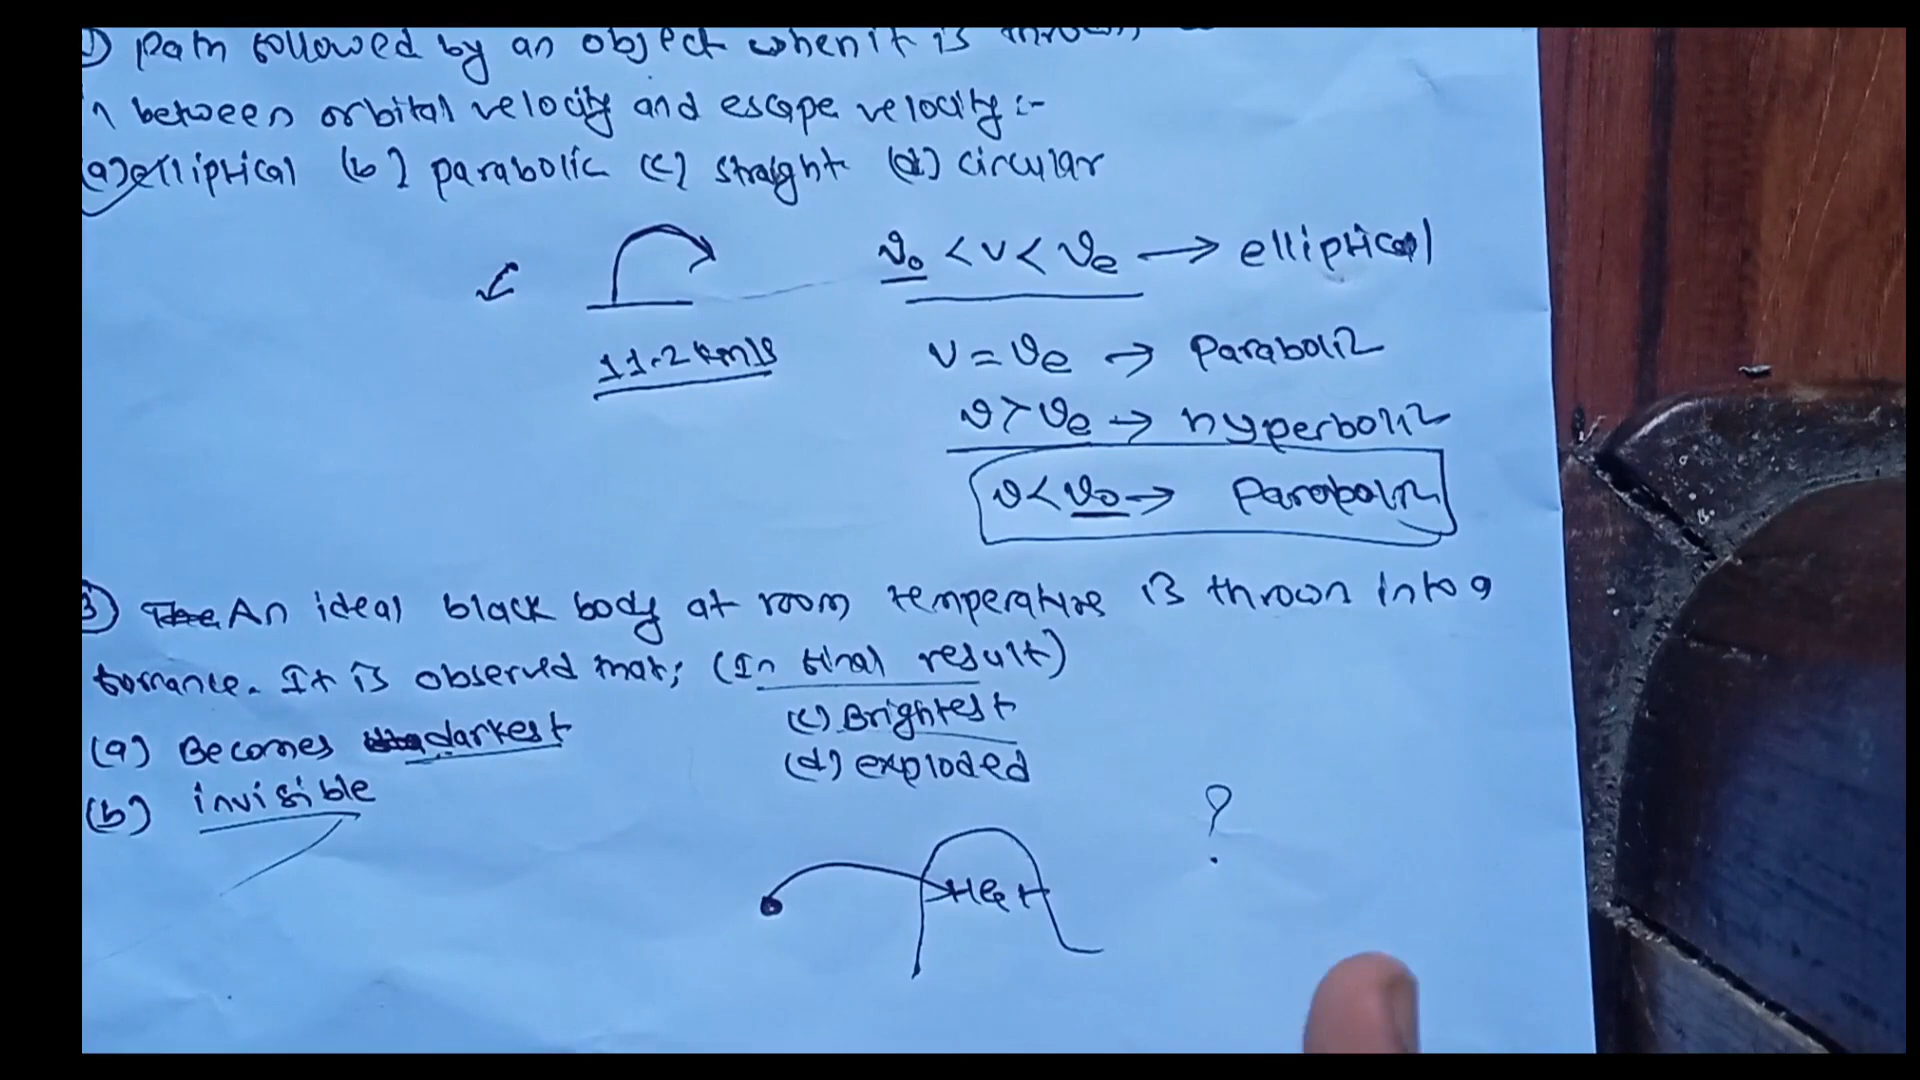 Path followed by an object when it is thrown
n between orbital velocity and escape velocity :-
(a) elliptical (b) parabolic (c) straight (d) circular
v₀ < v < ve → elliptical
11.2 km/s
v = ve → parabolic
v > ve → hyperbolic
v < v₀ → parabolic
3) An ideal black body at room temperature is thrown into a
fornance. It is observed that; (In final result)
(a) Becomes darkest
(b) invisible
(c) Brightest
(d) exploded
?